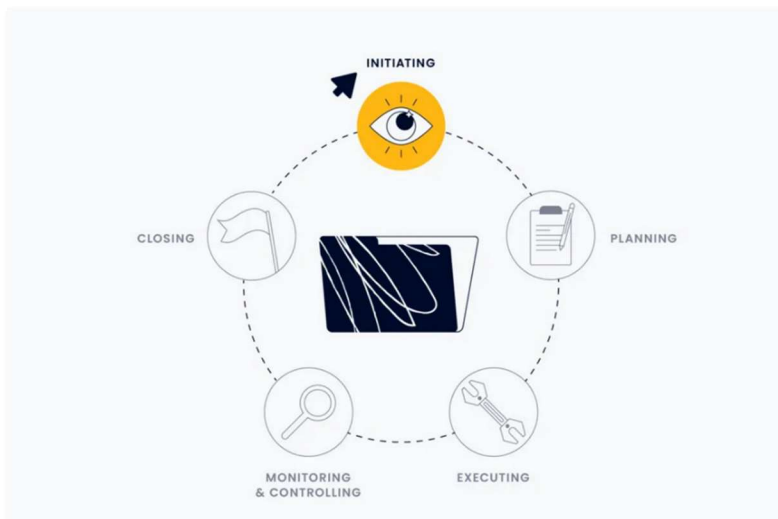 INITIATING
PLANNING
EXECUTING
MONITORING
& CONTROLLING
CLOSING